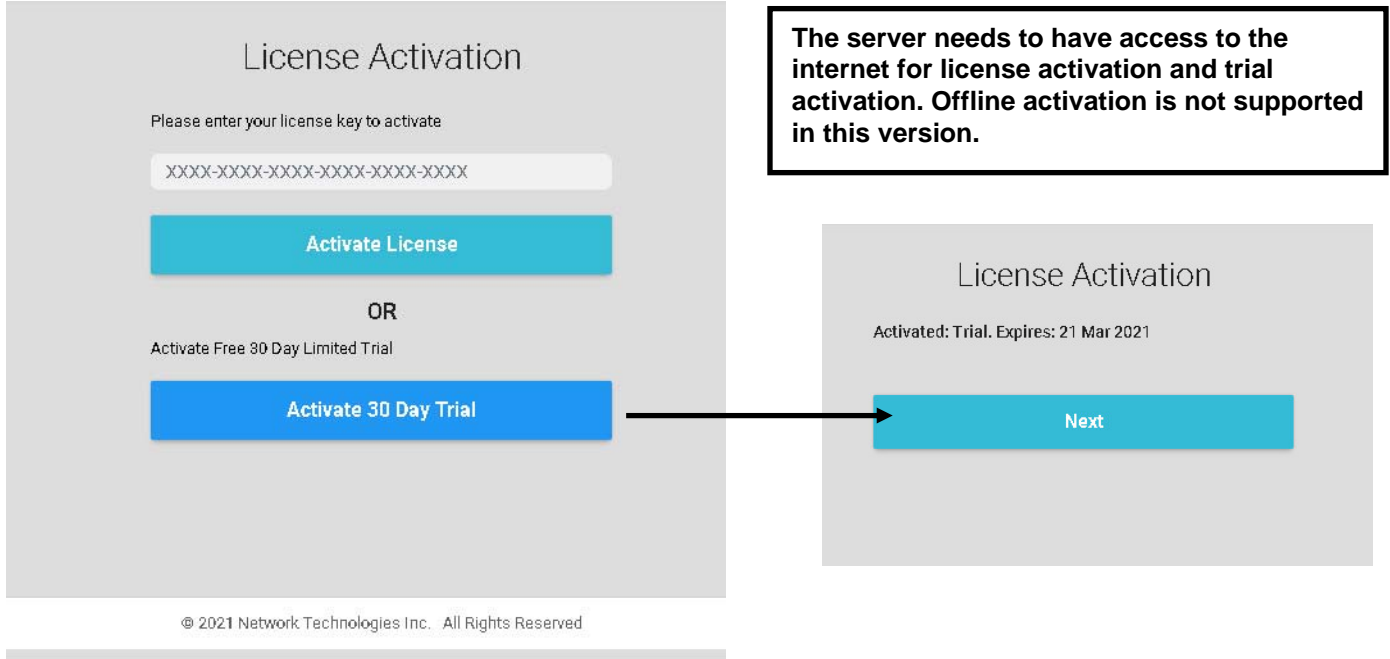 License Activation
Please enter your license key to activate
XXXX-XXXX-XXXX-XXXX-XXXX-XXXX
Activate License
OR
Activate Free 30 Day Limited Trial
Activate 30 Day Trial
© 2021 Network Technologies Inc. All Rights Reserved
The server needs to have access to the
internet for license activation and trial
activation. Offline activation is not supported
in this version.
License Activation
Activated: Trial. Expires: 21 Mar 2021
Next